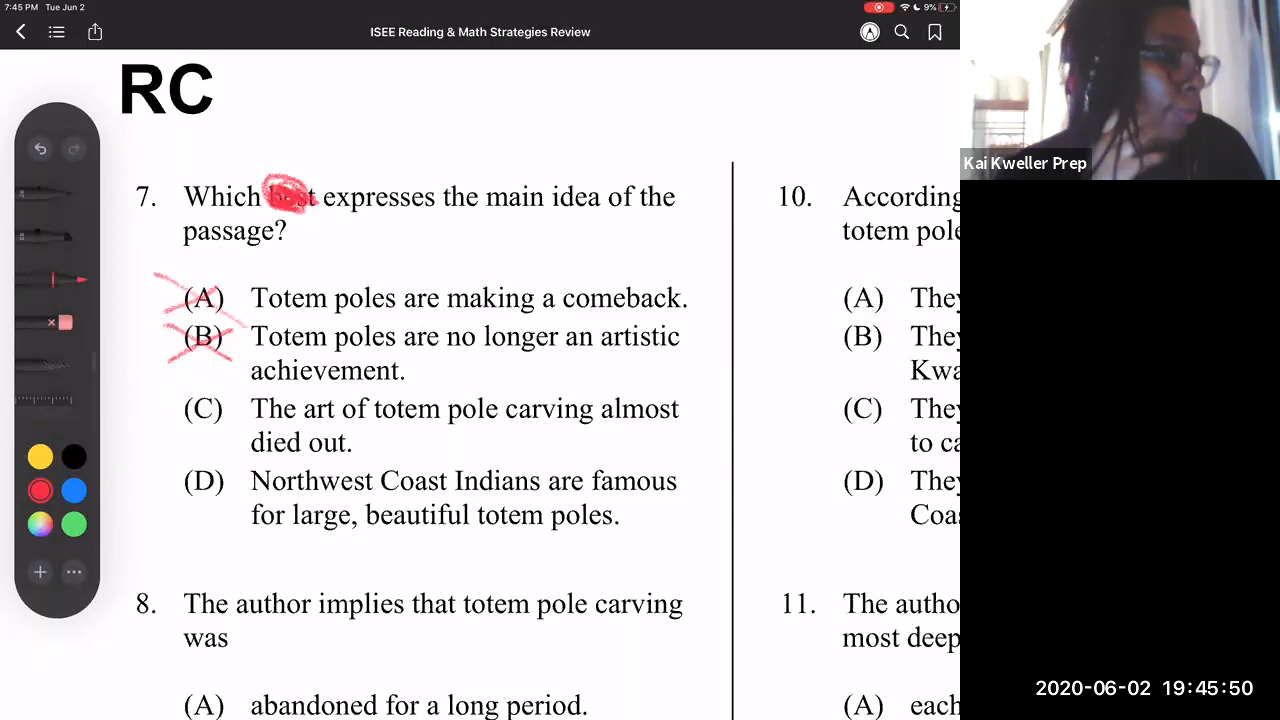 7:45 PM Tue Jun 2
9%
ISEE Reading & Math Strategies Review
RC
7. Which best expresses the main idea of the
passage?
(A) Totem poles are making a comeback.
(B) Totem poles are no longer an artistic
achievement.
(C) The art of totem pole carving almost
died out.
(D) Northwest Coast Indians are famous
for large, beautiful totem poles.
8. The author implies that totem pole carving
was
(A) abandoned for a long period.
10. According
totem pole
(A) They
(B) They
Kwa
(C) They
to ca
(D) They
Coas
11. The autho
most deep
(A) each
Kai Kweller Prep
2020-06-02 19:45:50